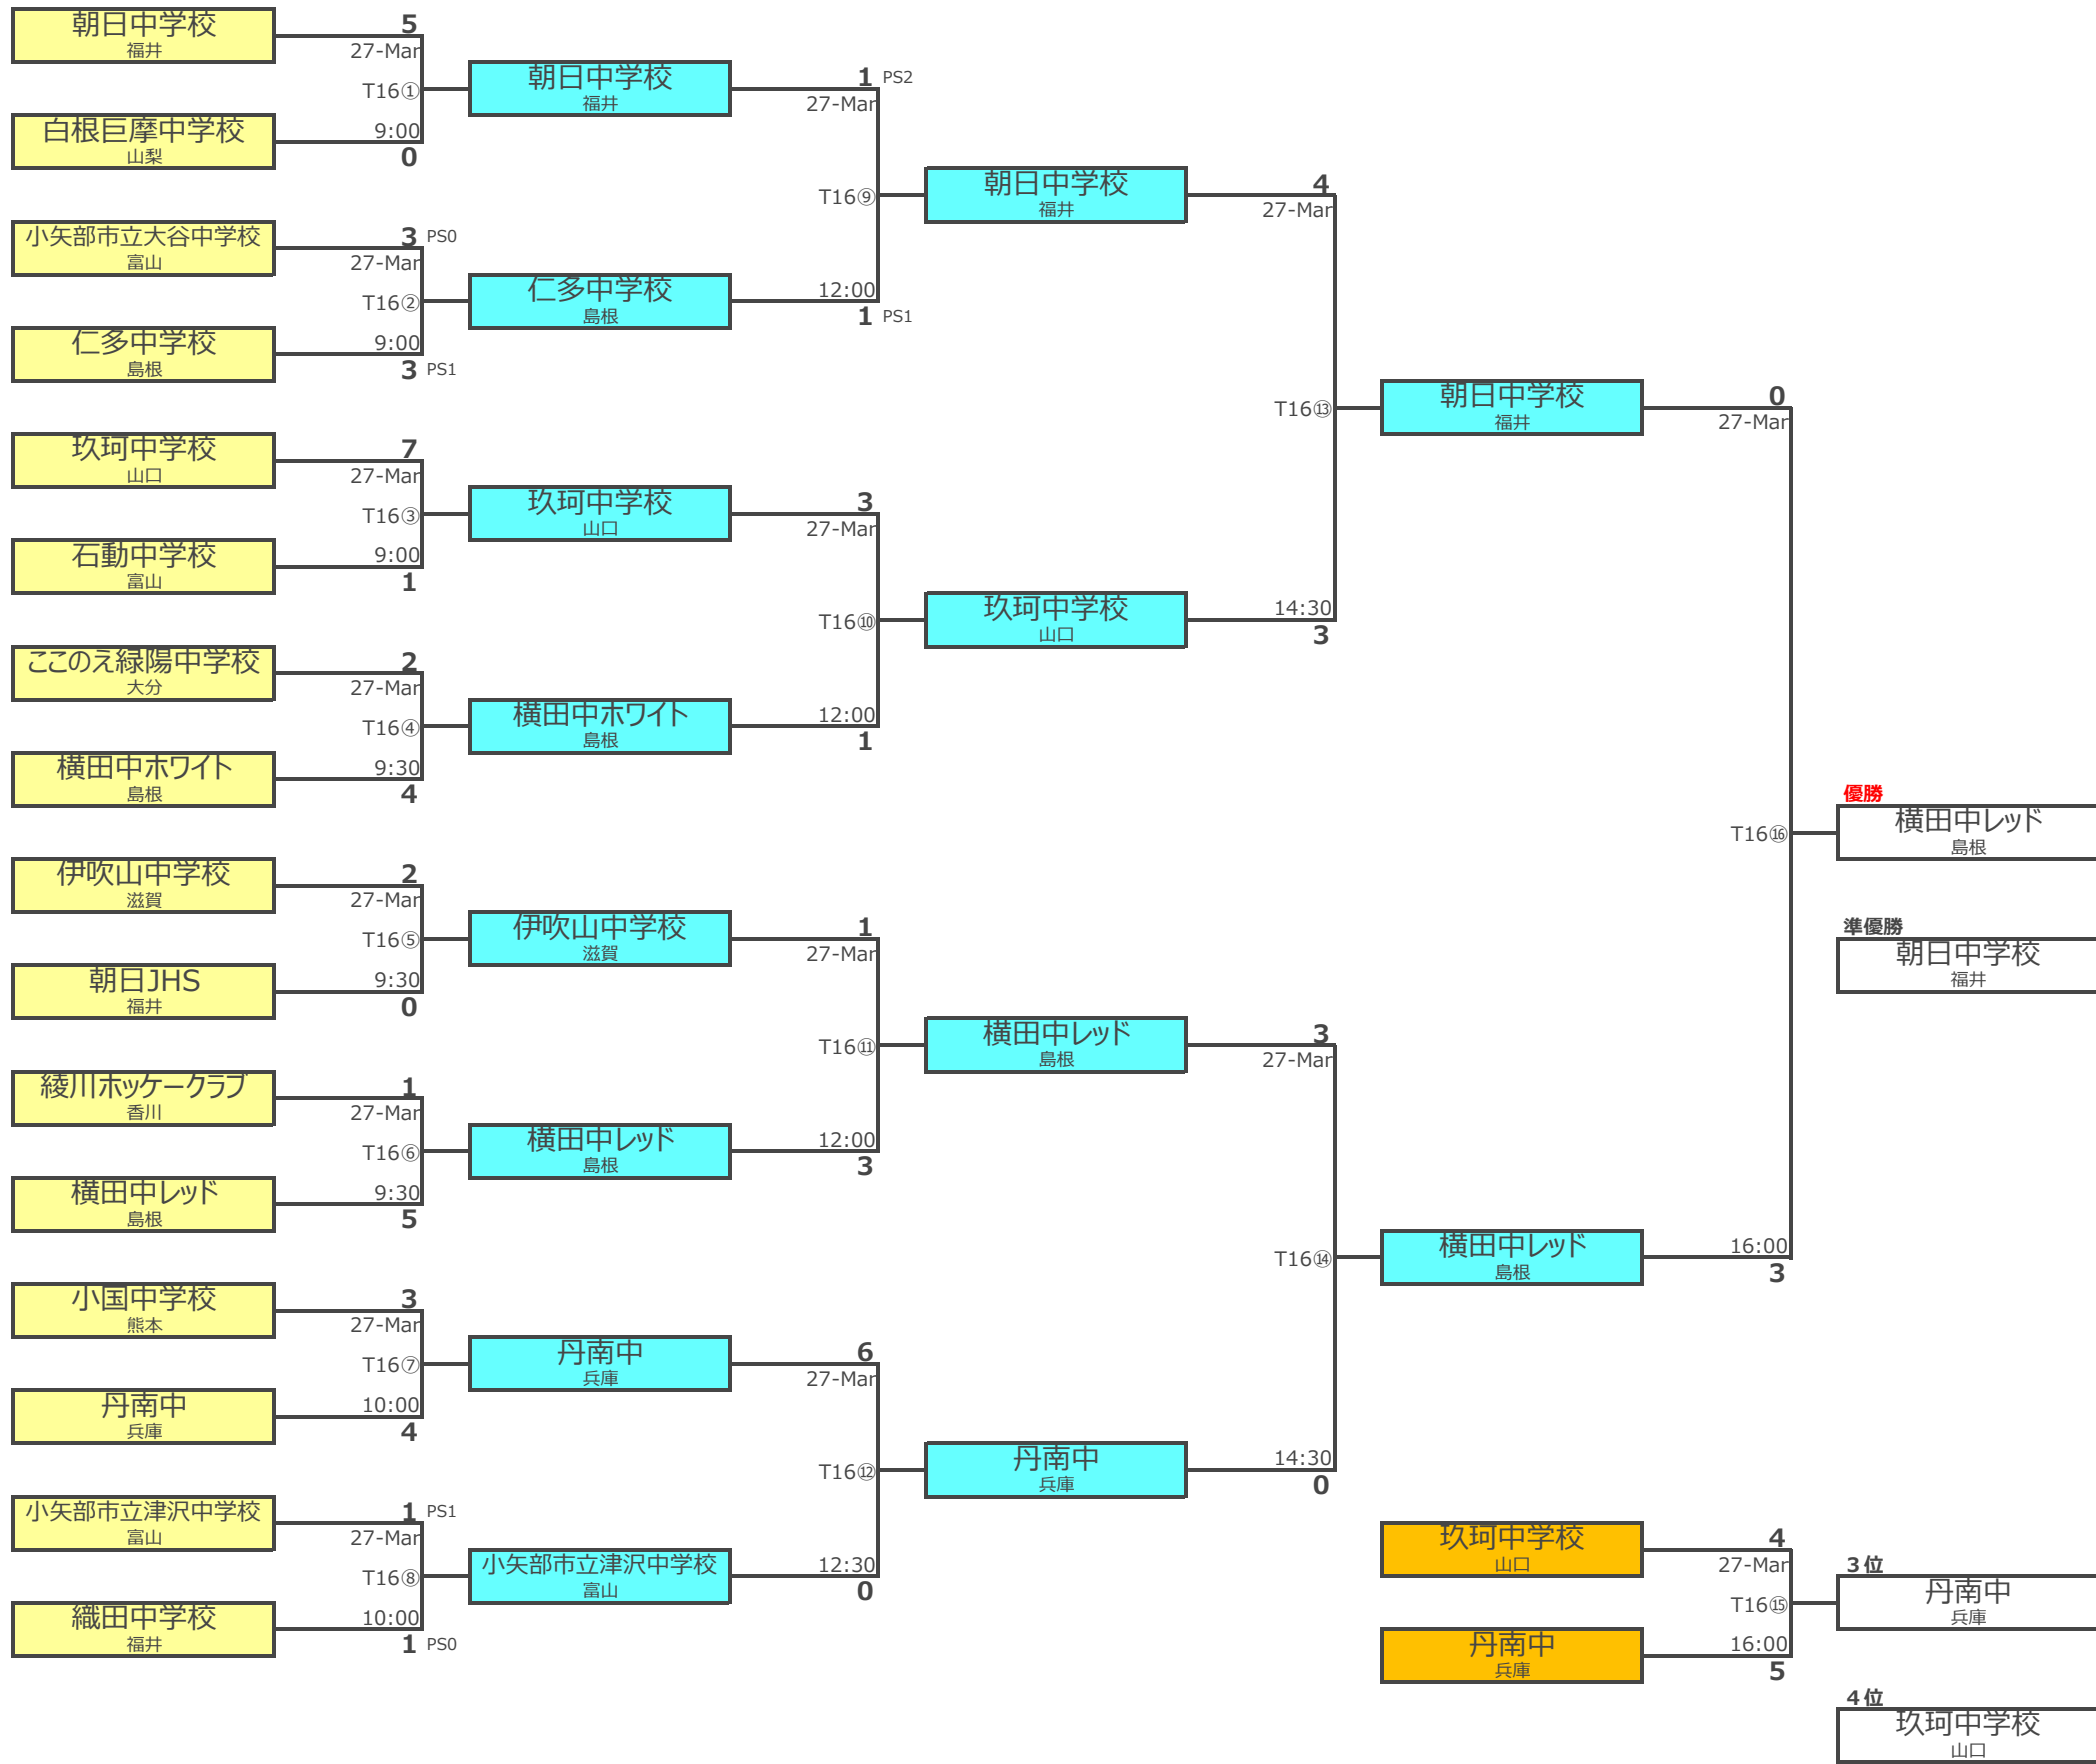 朝日中学校
福井
5
27-Mar
T16①
9:00
0
白根巨摩中学校
山梨
小矢部市立大谷中学校
富山
3 PS0
27-Mar
T16②
9:00
3 PS1
仁多中学校
島根
玖珂中学校
山口
7
27-Mar
T16③
9:00
1
石動中学校
富山
ここのえ緑陽中学校
大分
2
27-Mar
T16④
9:30
4
横田中ホワイト
島根
伊吹山中学校
滋賀
2
27-Mar
T16⑤
9:30
0
朝日JHS
福井
綾川ホッケークラブ
香川
1
27-Mar
T16⑥
9:30
5
横田中レッド
島根
小国中学校
熊本
3
27-Mar
T16⑦
10:00
4
丹南中
兵庫
小矢部市立津沢中学校
富山
1 PS1
27-Mar
T16⑧
10:00
1 PS0
織田中学校
福井
朝日中学校
福井
1 PS2
27-Mar
T16⑨
12:00
1 PS1
仁多中学校
島根
玖珂中学校
山口
3
27-Mar
T16⑩
12:00
1
横田中ホワイト
島根
伊吹山中学校
滋賀
1
27-Mar
T16⑪
12:00
3
横田中レッド
島根
丹南中
兵庫
6
27-Mar
T16⑫
12:30
0
小矢部市立津沢中学校
富山
朝日中学校
福井
4
27-Mar
T16⑬
14:30
3
玖珂中学校
山口
横田中レッド
島根
3
27-Mar
T16⑭
14:30
0
丹南中
兵庫
朝日中学校
福井
0
27-Mar
T16⑯
16:00
3
横田中レッド
島根
玖珂中学校
山口
4
27-Mar
T16⑮
16:00
5
丹南中
兵庫
優勝
横田中レッド
島根
準優勝
朝日中学校
福井
3位
丹南中
兵庫
4位
玖珂中学校
山口